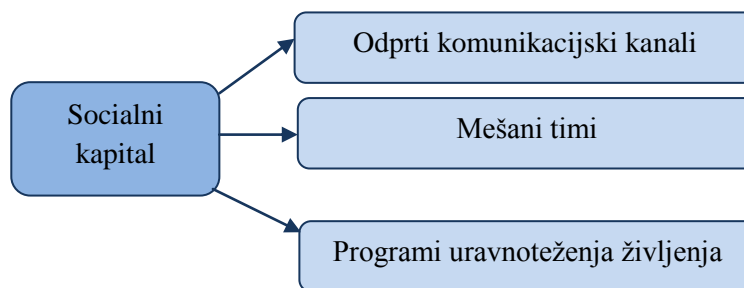 Odprti komunikacijski kanali
Socialni
kapital
Mešani timi
Programi uravnoteženja življenja